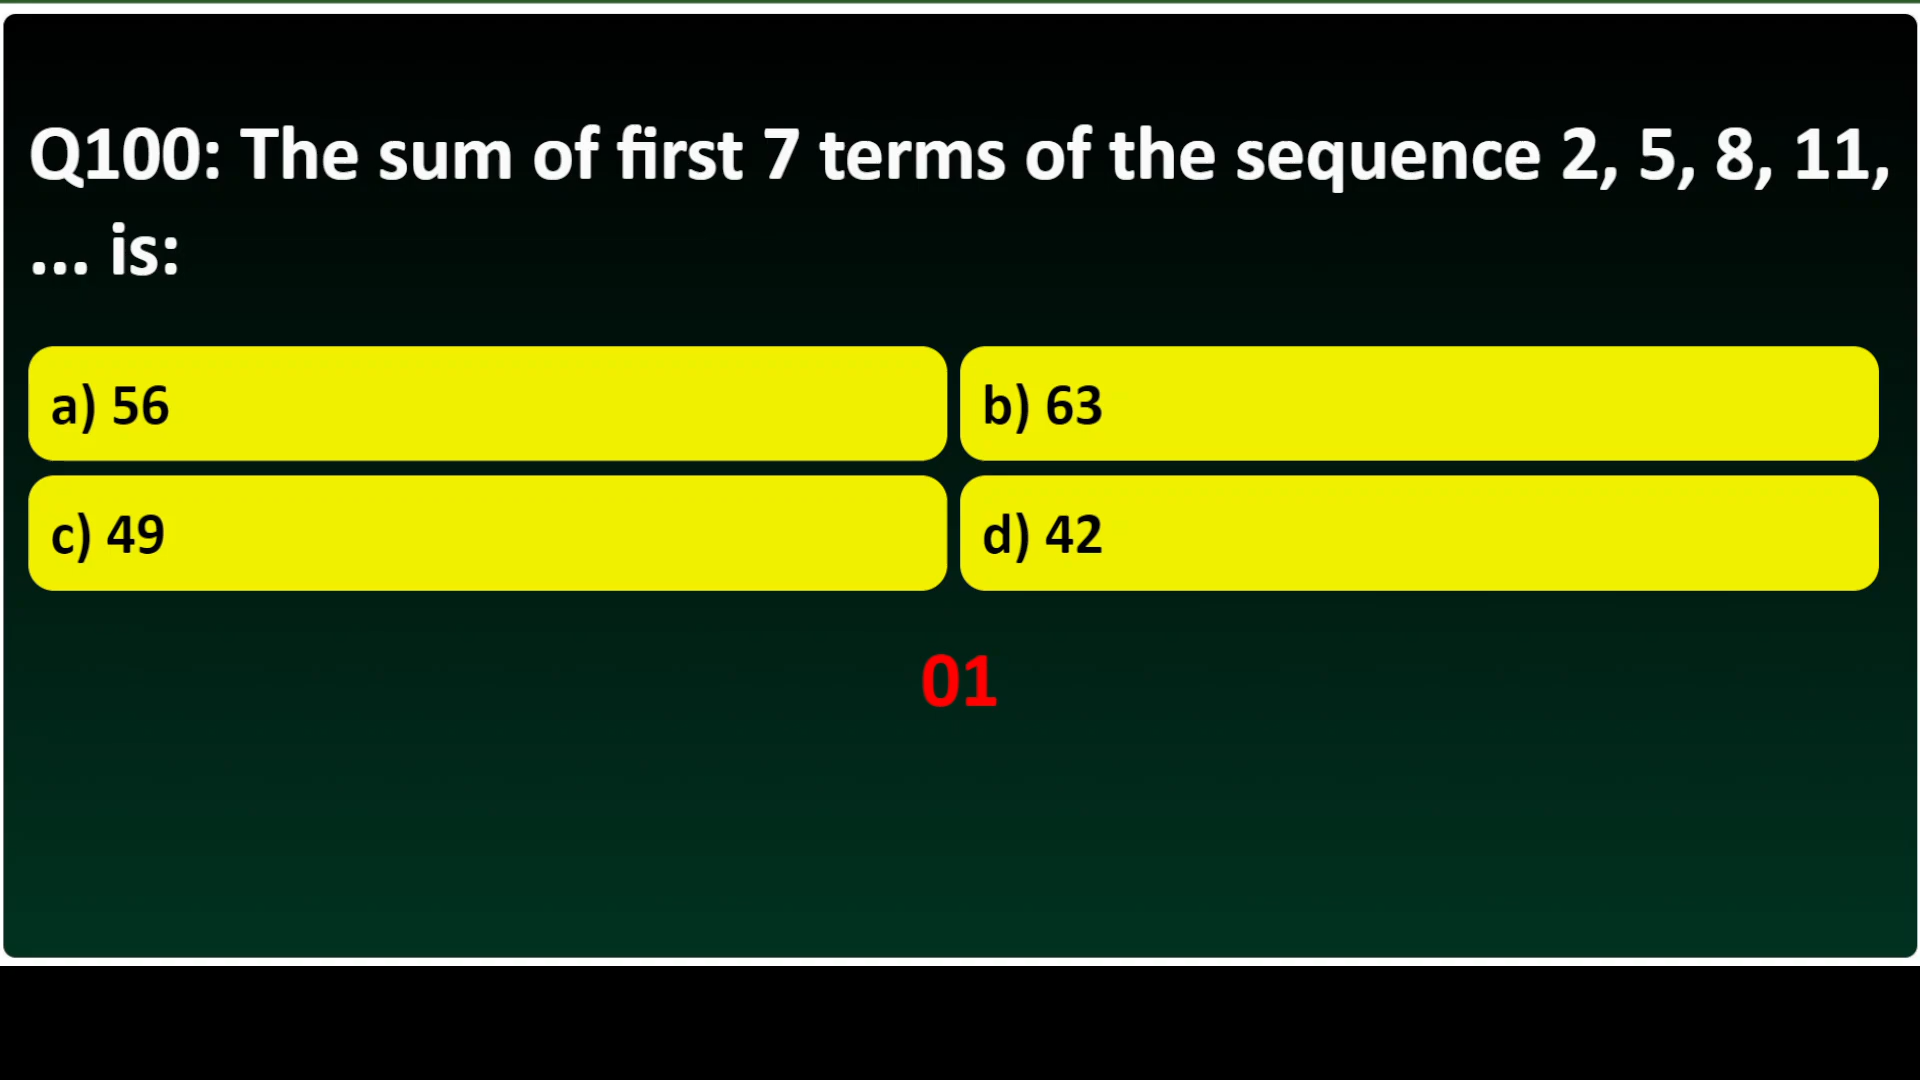 Q100: The sum of first 7 terms of the sequence 2, 5, 8, 11,
... is:
a) 56
b) 63
c) 49
d) 42
01